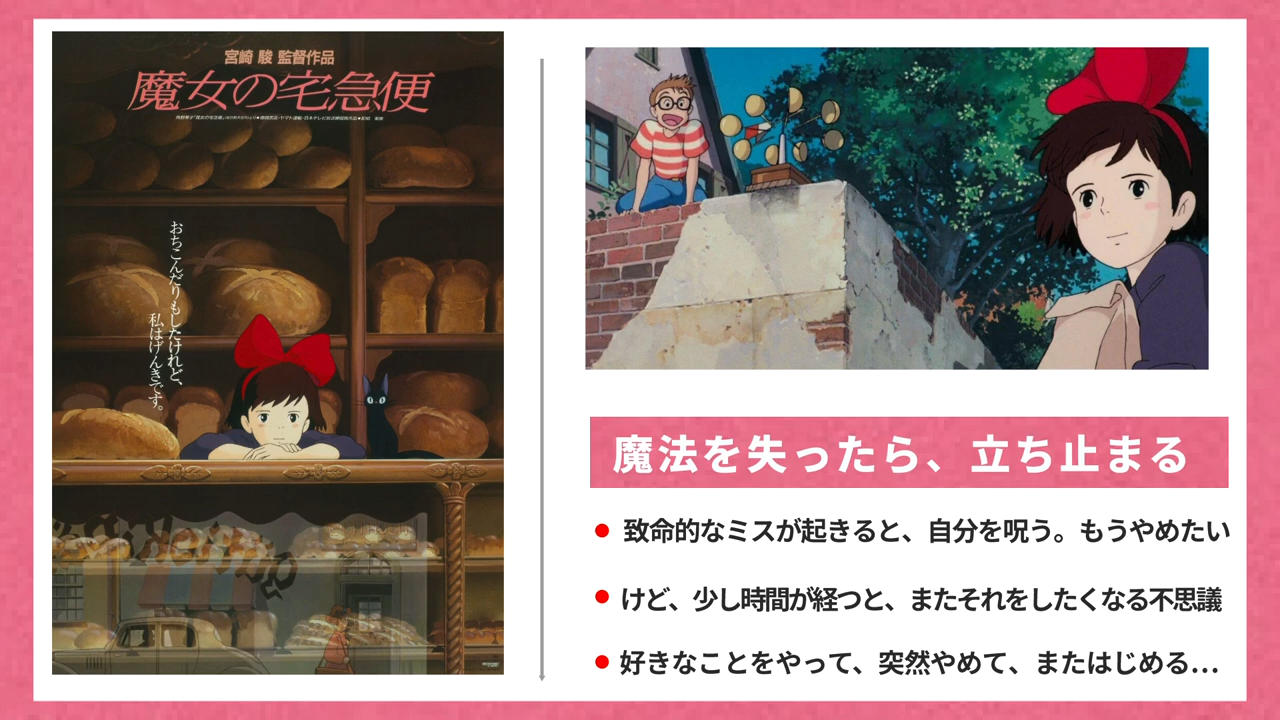 宮崎 駿 監督作品
魔女の宅急便
おちこんだりもしたけれど、
私はげんきです。
魔法を失ったら、立ち止まる
致命的なミスが起きると、自分を呪う。もうやめたい
けど、少し時間が経つと、またそれをしたくなる不思議
好きなことをやって、突然やめて、またはじめる…